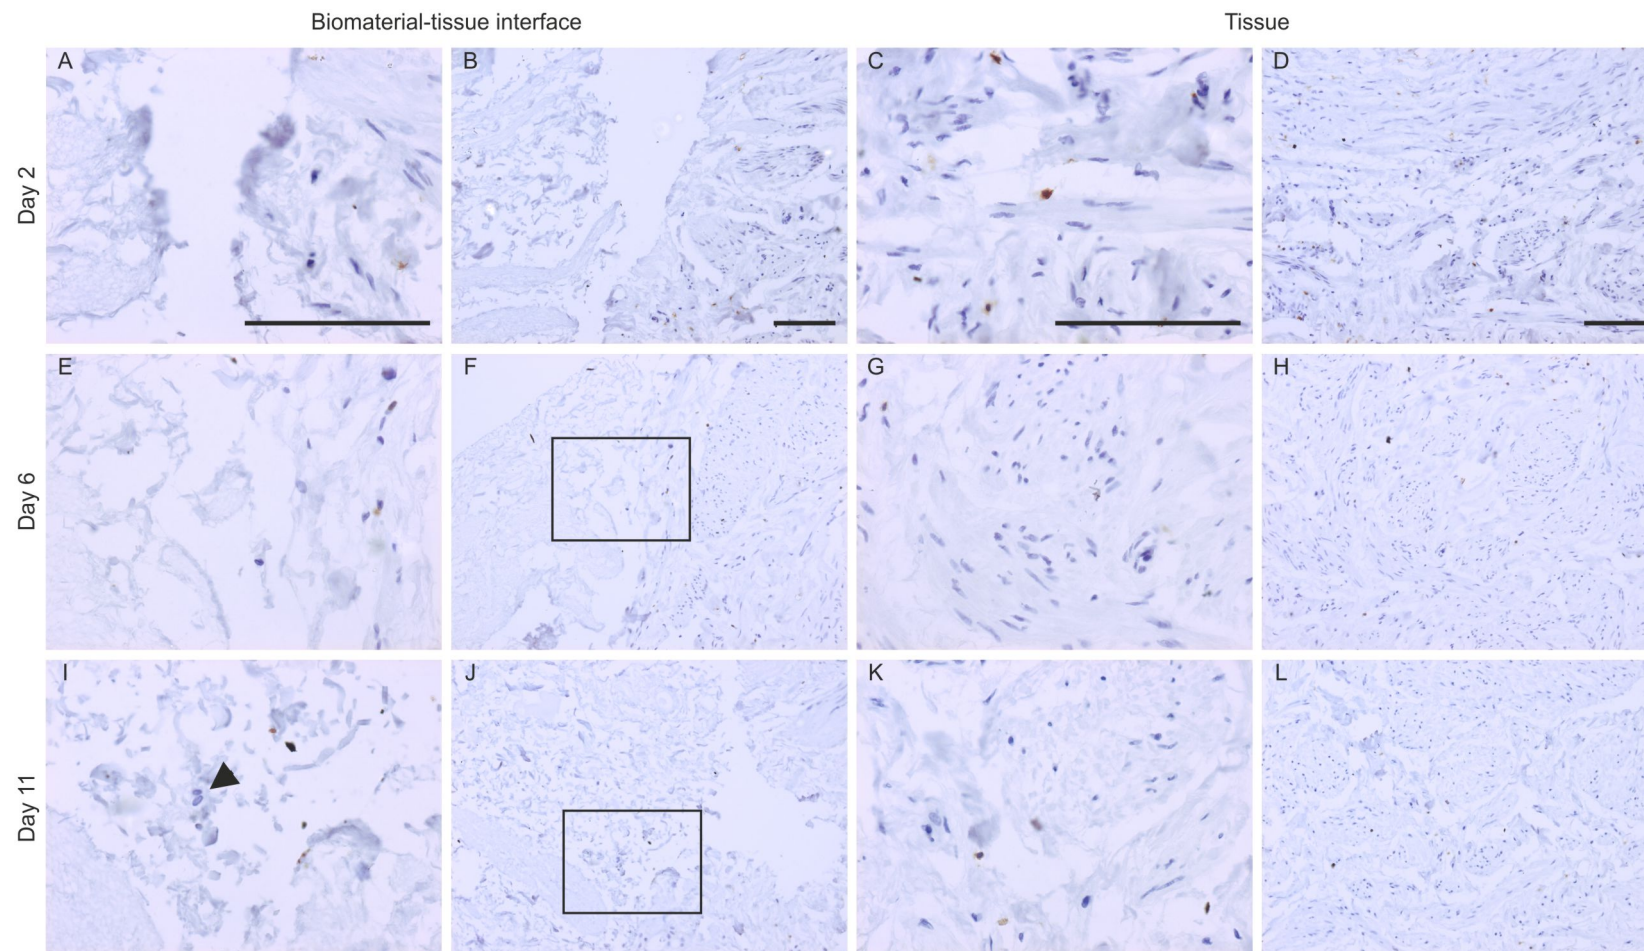 Biomaterial-tissue interface
Tissue
A
B
C
D
Day 2
E
F
G
H
Day 6
I
J
K
L
Day 11